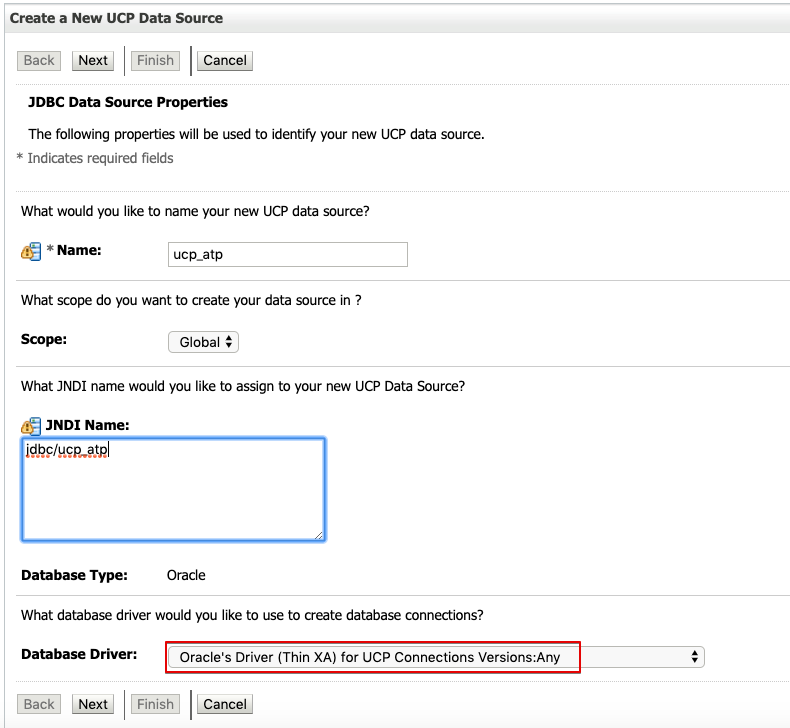 Create a New UCP Data Source
Back Next Finish Cancel
JDBC Data Source Properties
The following properties will be used to identify your new UCP data source.
* Indicates required fields
What would you like to name your new UCP data source?
* Name: ucp_atp
What scope do you want to create your data source in ?
Scope: Global
What JNDI name would you like to assign to your new UCP Data Source?
JNDI Name:
jdbc/ucp_atp
Database Type: Oracle
What database driver would you like to use to create database connections?
Database Driver: Oracle's Driver (Thin XA) for UCP Connections Versions:Any
Back Next Finish Cancel